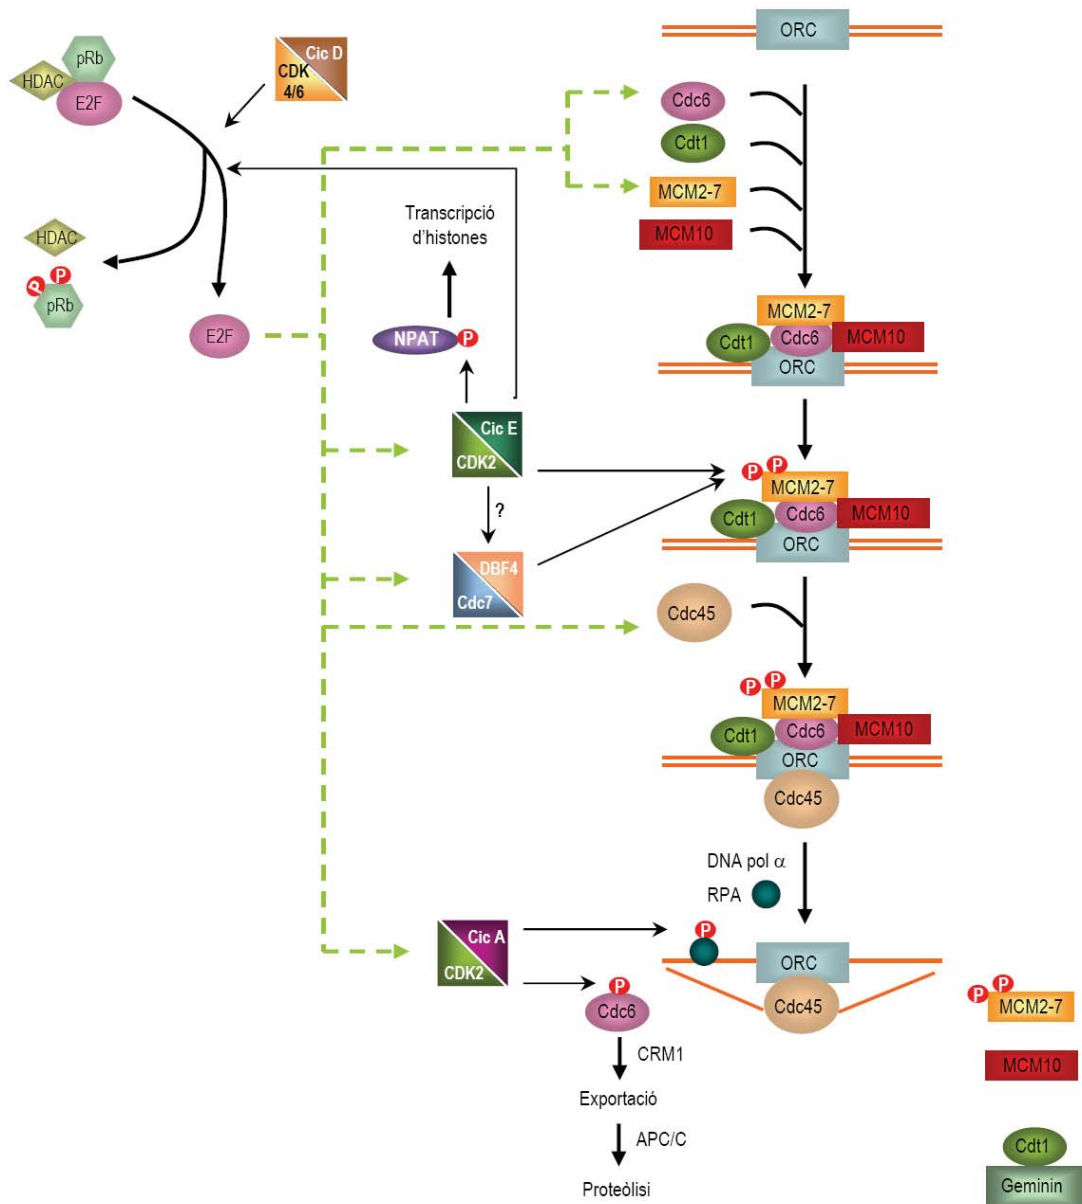 ORC
pRb
HDAC
E2F
Cic D
CDK
4/6
Cdc6
Cdt1
MCM2-7
MCM10
Transcripció
d'histones
HDAC
P
P
pRb
E2F
NPAT
P
MCM2-7
Cdt1
Cdc6
MCM10
ORC
Cic E
CDK2
?
P
P
MCM2-7
Cdt1
Cdc6
MCM10
ORC
DBF4
Cdc7
Cdc45
P
P
MCM2-7
Cdt1
Cdc6
MCM10
ORC
Cdc45
DNA pol α
RPA
Cic A
CDK2
P
ORC
Cdc45
P
Cdc6
P
P
MCM2-7
CRM1
MCM10
Exportació
APC/C
Cdt1
Geminin
Proteòlisi